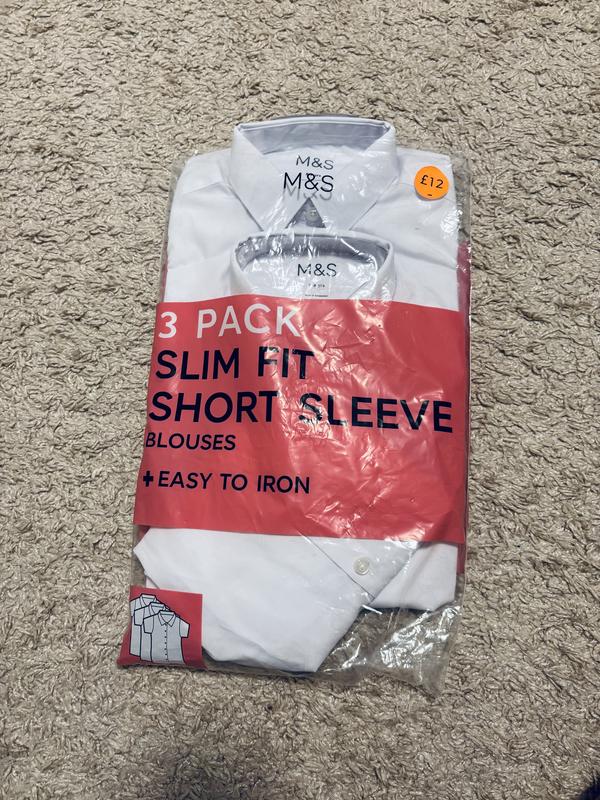 M&S
M&S
£12
M&S
3 PACK
SLIM FIT
SHORT SLEEVE
BLOUSES
+EASY TO IRON